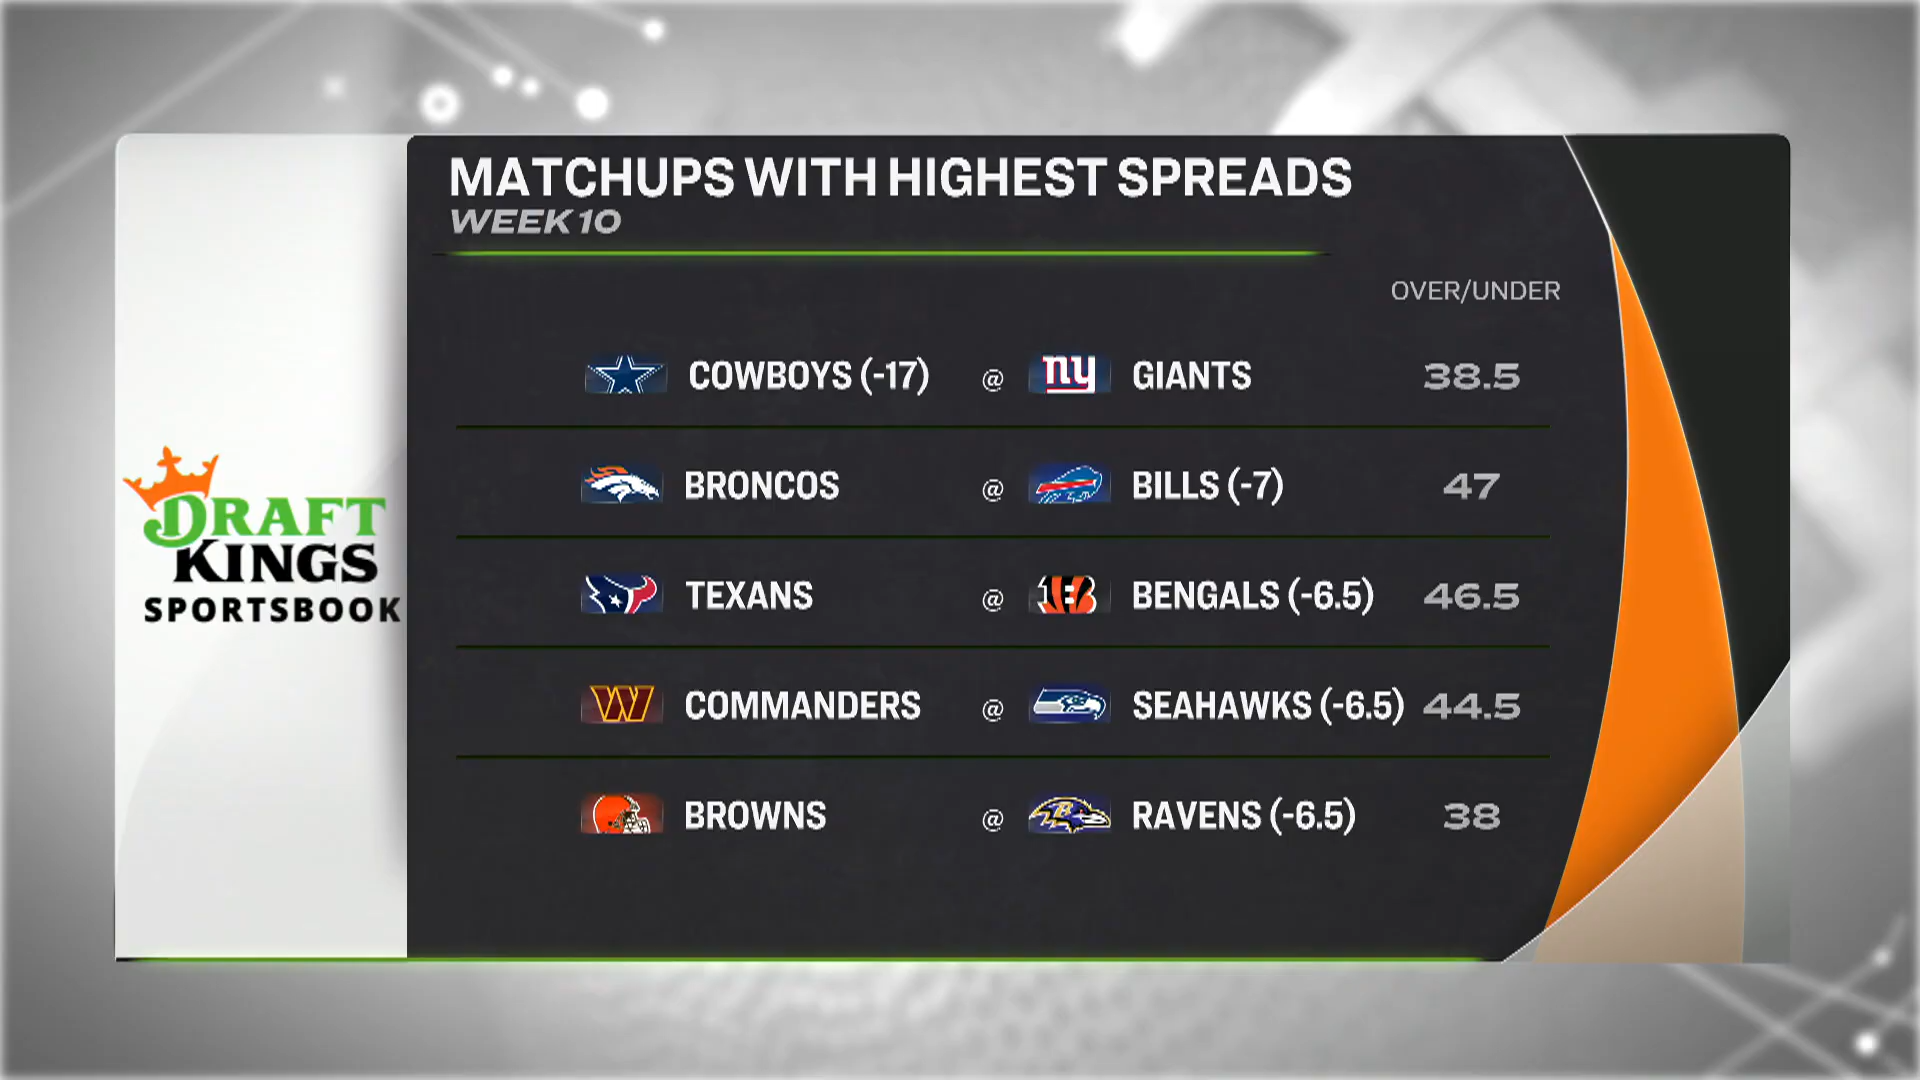 MATCHUPS WITH HIGHEST SPREADS
WEEK 10
OVER/UNDER
COWBOYS (-17) @ ny GIANTS 38.5
BRONCOS @ BILLS (-7) 47
TEXANS @ B BENGALS (-6.5) 46.5
W COMMANDERS @ SEAHAWKS (-6.5) 44.5
BROWNS @ B RAVENS (-6.5) 38
DRAFT
KINGS
SPORTSBOOK